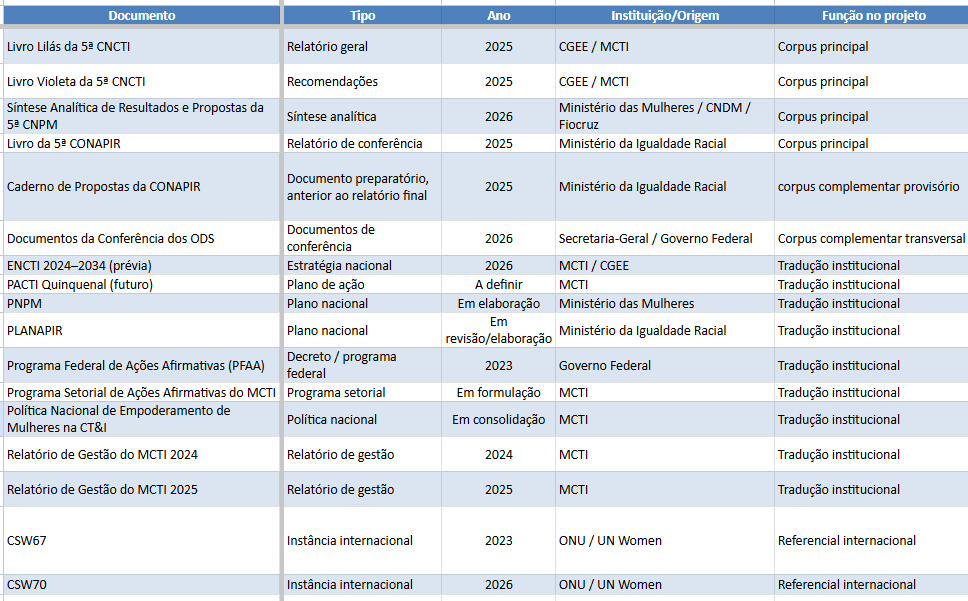 Documento Tipo Ano Instituição/Origem Função no projeto
Livro Lilás da 5ª CNCTI Relatório geral 2025 CGEE / MCTI Corpus principal
Livro Violeta da 5ª CNCTI Recomendações 2025 CGEE / MCTI Corpus principal
Síntese Analítica de Resultados e Propostas da
5ª CNPM Síntese analítica 2026 Ministério das Mulheres / CNDM /
Fiocruz Corpus principal
Livro da 5ª CONAPIR Relatório de conferência 2025 Ministério da Igualdade Racial Corpus principal
Caderno de Propostas da CONAPIR Documento preparatório,
anterior ao relatório final 2025 Ministério da Igualdade Racial corpus complementar provisório
Documentos da Conferência dos ODS Documentos de
conferência 2026 Secretaria-Geral / Governo Federal Corpus complementar transversal
ENCTI 2024–2034 (prévia) Estratégia nacional 2026 MCTI / CGEE Tradução institucional
PACTI Quinquenal (futuro) Plano de ação A definir MCTI Tradução institucional
PNPM Plano nacional Em elaboração Ministério das Mulheres Tradução institucional
PLANAPIR Plano nacional Em
revisão/elaboração Ministério da Igualdade Racial Tradução institucional
Programa Federal de Ações Afirmativas (PFAA) Decreto / programa
federal 2023 Governo Federal Tradução institucional
Programa Setorial de Ações Afirmativas do MCTI Programa setorial Em formulação MCTI Tradução institucional
Política Nacional de Empoderamento de
Mulheres na CT&I Política nacional Em consolidação MCTI Tradução institucional
Relatório de Gestão do MCTI 2024 Relatório de gestão 2024 MCTI Tradução institucional
Relatório de Gestão do MCTI 2025 Relatório de gestão 2025 MCTI Tradução institucional
CSW67 Instância internacional 2023 ONU / UN Women Referencial internacional
CSW70 Instância internacional 2026 ONU / UN Women Referencial internacional